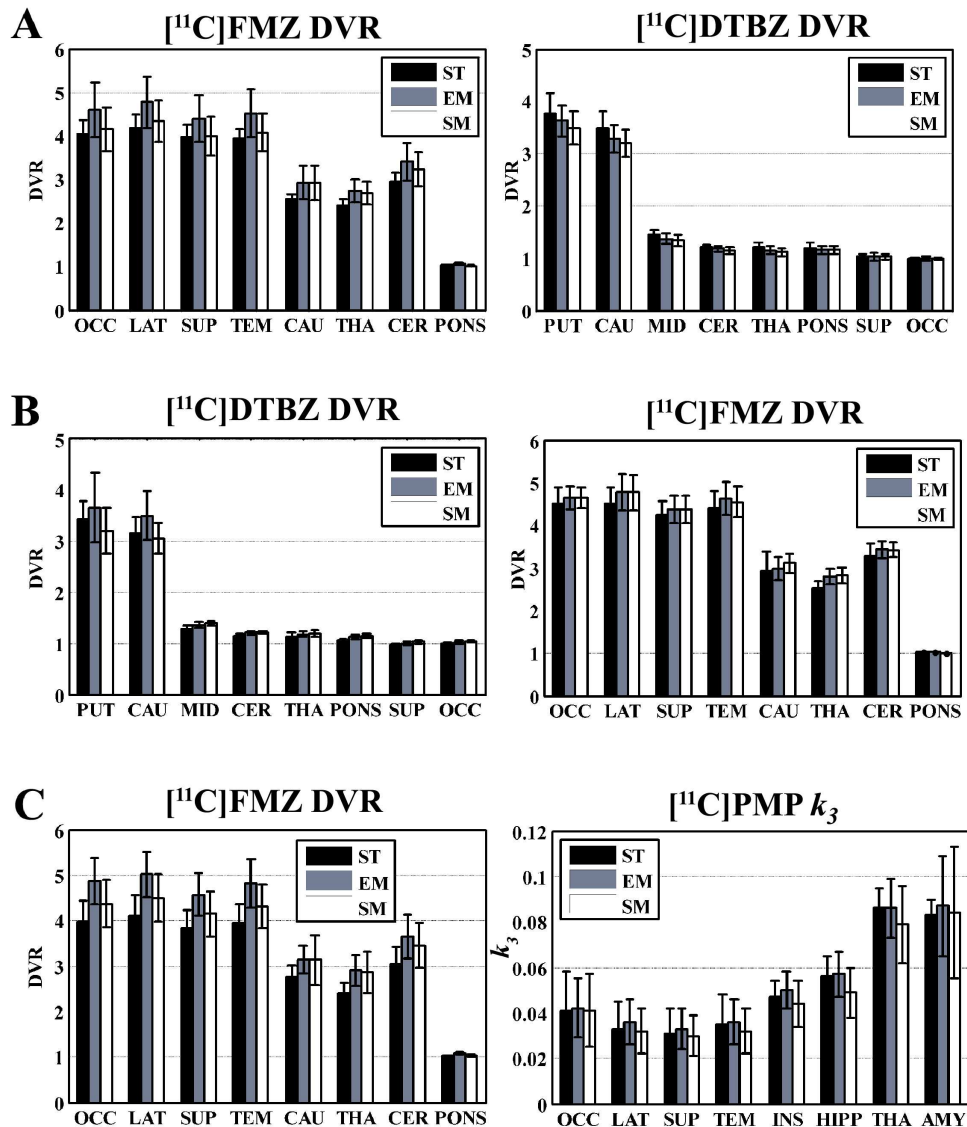 A
[¹¹C]FMZ DVR
6
5
4
3
2
1
0
DVR
ST
EM
SM
OCC LAT SUP TEM CAU THA CER PONS
[¹¹C]DTBZ DVR
5
4
3
2
1
0
ST
EM
SM
PUT CAU MID CER THA PONS SUP OCC
B
[¹¹C]DTBZ DVR
5
4
3
2
1
0
DVR
ST
EM
SM
PUT CAU MID CER THA PONS SUP OCC
[¹¹C]FMZ DVR
6
5
4
3
2
1
0
DVR
ST
EM
SM
OCC LAT SUP TEM CAU THA CER PONS
C
[¹¹C]FMZ DVR
6
5
4
3
2
1
0
DVR
ST
EM
SM
OCC LAT SUP TEM CAU THA CER PONS
[¹¹C]PMP k₃
0.12
0.1
0.08
0.06
0.04
0.02
0
k₃
ST
EM
SM
OCC LAT SUP TEM INS HIPP THA AMY